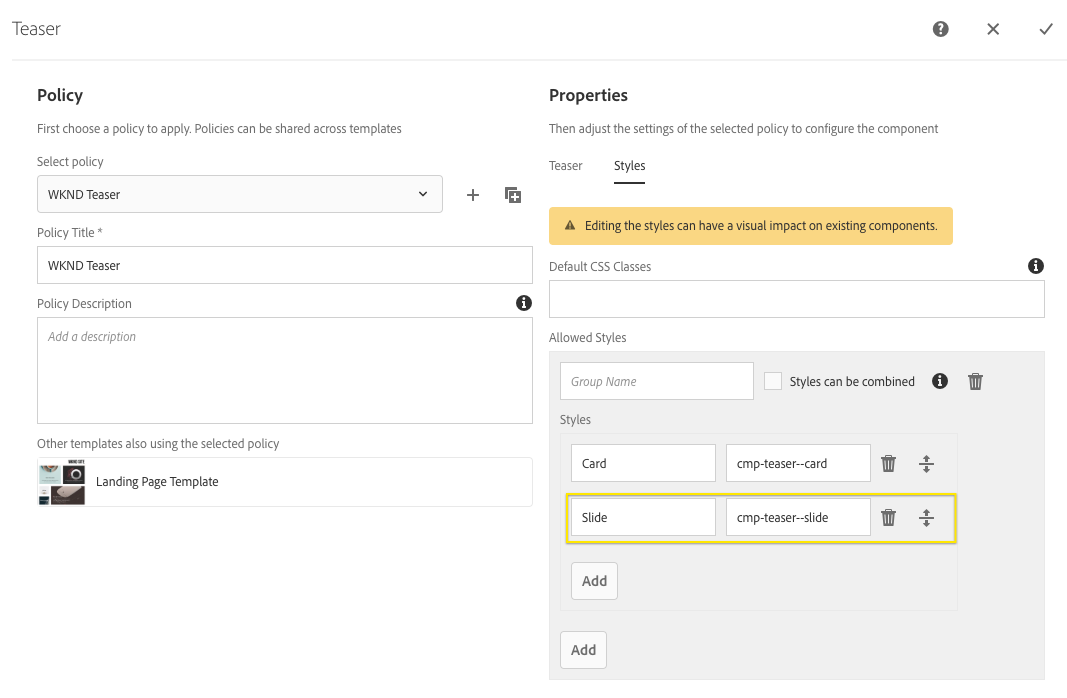 Teaser
Policy
First choose a policy to apply. Policies can be shared across templates
Select policy
WKND Teaser
Policy Title *
WKND Teaser
Policy Description
Add a description
Other templates also using the selected policy
Landing Page Template
Properties
Then adjust the settings of the selected policy to configure the component
Teaser Styles
Editing the styles can have a visual impact on existing components.
Default CSS Classes
Allowed Styles
Group Name Styles can be combined
Styles
Card cmp-teaser--card
Slide cmp-teaser--slide
Add
Add